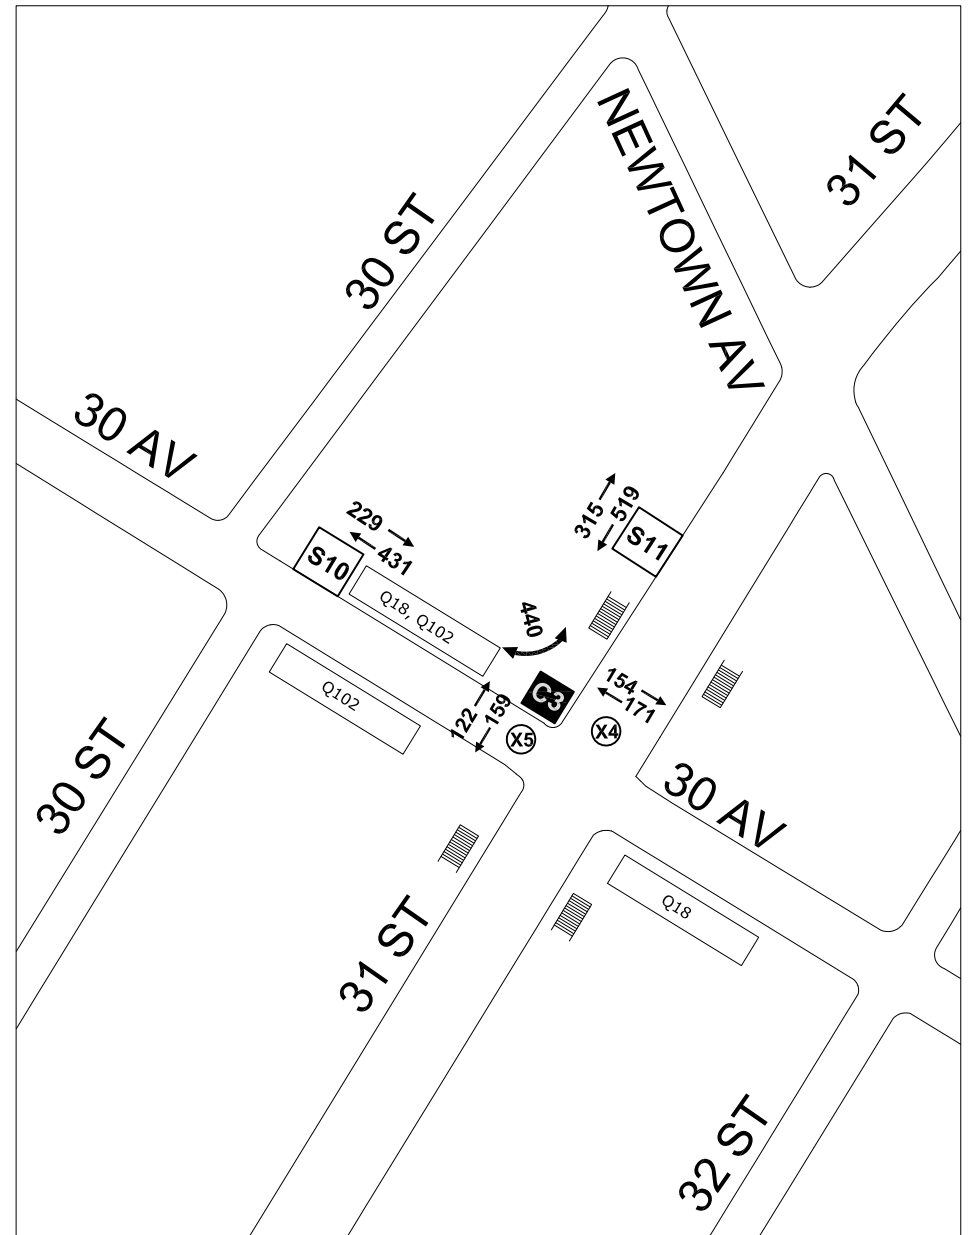 31 ST
NEWTOWN AV
30 ST
30 AV
229
431
S10
Q18, Q102
315
519
S11
440
C3
154
171
X4
122
159
X5
Q102
30 ST
30 AV
31 ST
Q18
32 ST